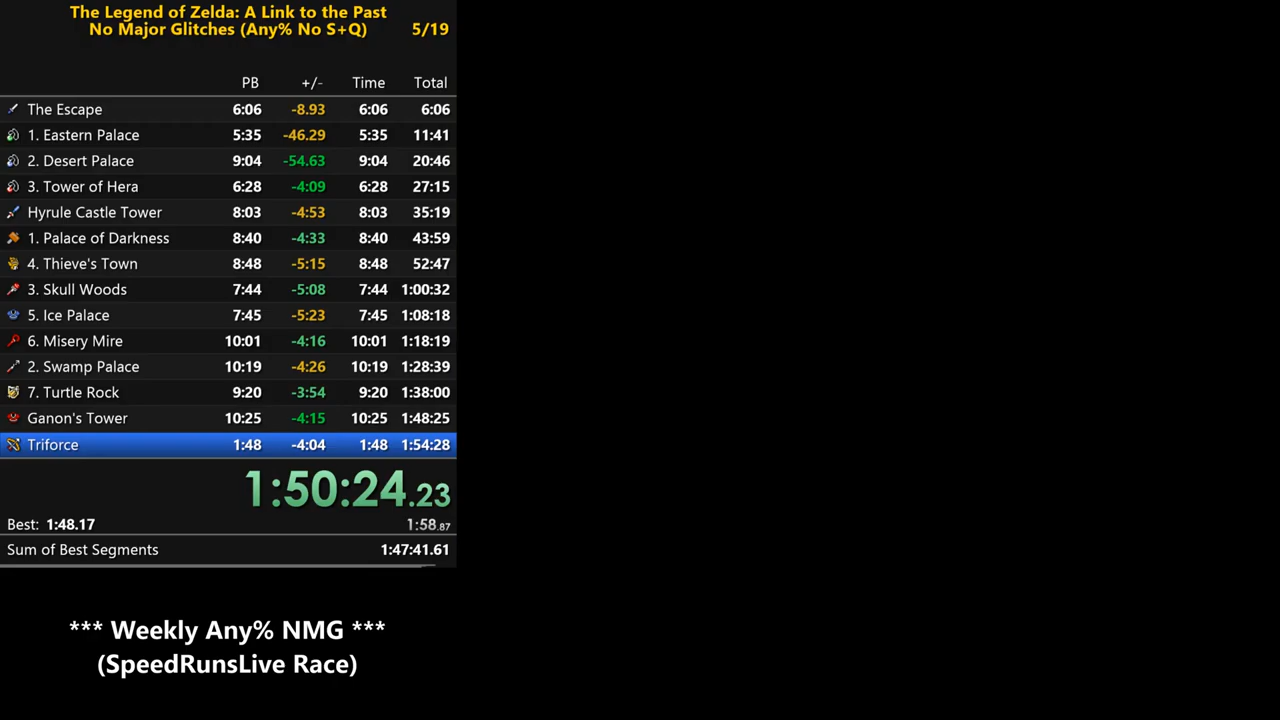 The Legend of Zelda: A Link to the Past
No Major Glitches (Any% No S+Q) 5/19
PB +/- Time Total
The Escape 6:06 -8.93 6:06 6:06
1. Eastern Palace 5:35 -46.29 5:35 11:41
2. Desert Palace 9:04 -54.63 9:04 20:46
3. Tower of Hera 6:28 -4:09 6:28 27:15
Hyrule Castle Tower 8:03 -4:53 8:03 35:19
1. Palace of Darkness 8:40 -4:33 8:40 43:59
4. Thieve's Town 8:48 -5:15 8:48 52:47
3. Skull Woods 7:44 -5:08 7:44 1:00:32
5. Ice Palace 7:45 -5:23 7:45 1:08:18
6. Misery Mire 10:01 -4:16 10:01 1:18:19
2. Swamp Palace 10:19 -4:26 10:19 1:28:39
7. Turtle Rock 9:20 -3:54 9:20 1:38:00
Ganon's Tower 10:25 -4:15 10:25 1:48:25
Triforce 1:48 -4:04 1:48 1:54:28
1:50:24.23
Best: 1:48.17 1:58.87
Sum of Best Segments 1:47:41.61
*** Weekly Any% NMG ***
(SpeedRunsLive Race)